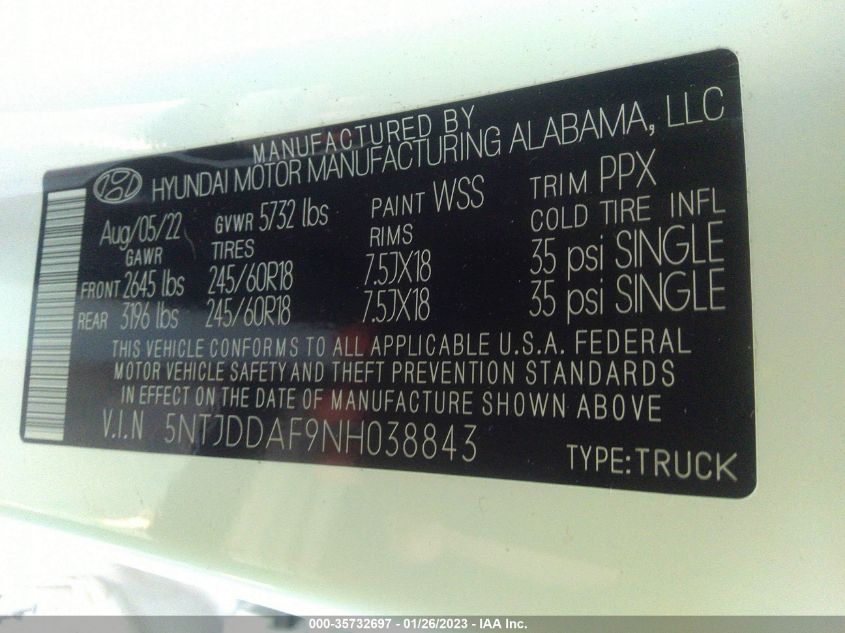 MANUFACTURED BY
HYUNDAI MOTOR MANUFACTURING ALABAMA, LLC
Aug/05/22 GVWR 5732 lbs PAINT WSS TRIM PPX
GAWR TIRES RIMS COLD TIRE INFL
FRONT 2645 lbs 245/60R18 7.5JX18 35 psi SINGLE
REAR 3196 lbs 245/60R18 7.5JX18 35 psi SINGLE
THIS VEHICLE CONFORMS TO ALL APPLICABLE U.S.A. FEDERAL
MOTOR VEHICLE SAFETY AND THEFT PREVENTION STANDARDS
IN EFFECT ON THE DATE OF MANUFACTURE SHOWN ABOVE
V.I.N 5NTJDDAF9NH038843 TYPE:TRUCK
000-35732697 - 01/26/2023 - IAA Inc.